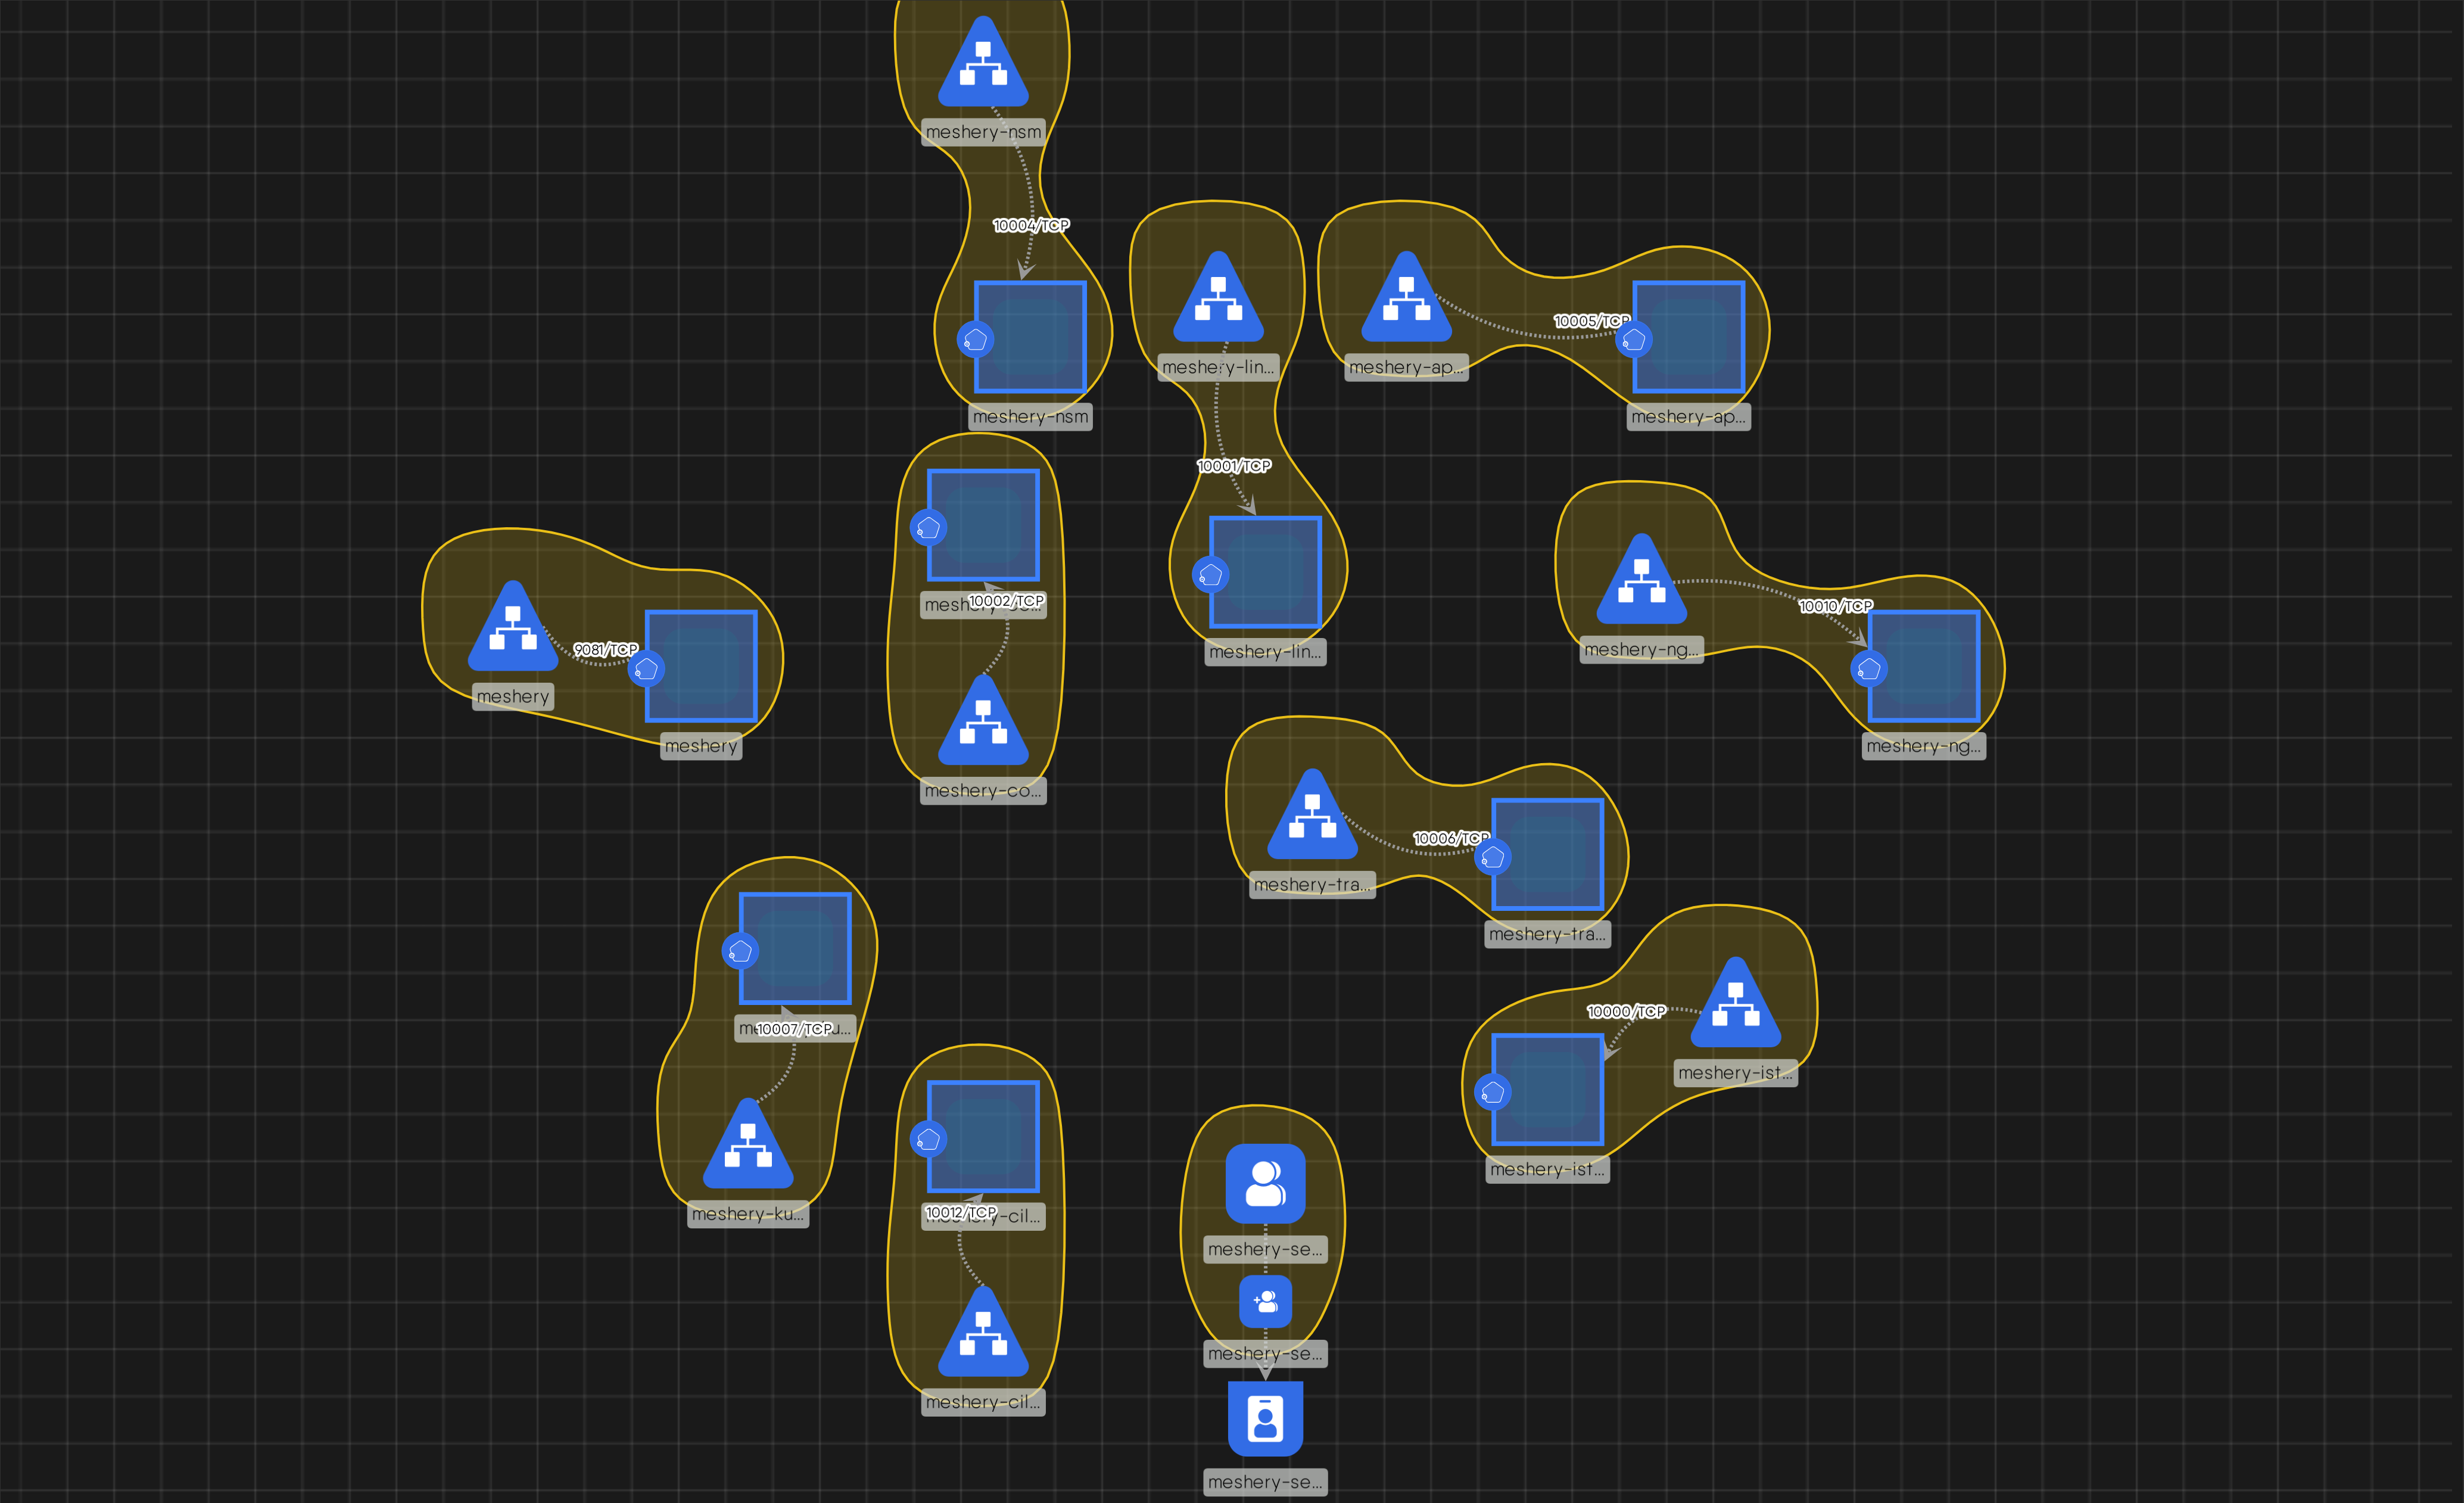 meshery-nsm
10004/TCP
meshery-nsm
meshery-lin...
10001/TCP
meshery-lin...
meshery-ap...
10005/TCP
meshery-ap...
meshery
9081/TCP
meshery
10002/TCP
meshery-co...
meshery-ng...
10010/TCP
meshery-ng...
meshery-tra...
10006/TCP
meshery-tra...
10007/TCP
meshery-ku...
10000/TCP
meshery-ist...
meshery-ist...
10012/TCP
meshery-cil...
meshery-cil...
meshery-se...
meshery-se...
meshery-se...